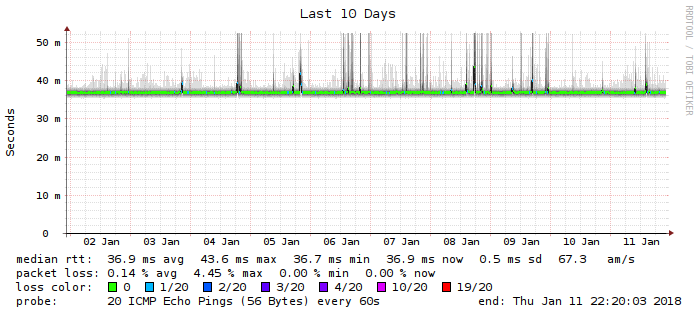 Last 10 Days
RRDTOOL / TOBI OETIKER
Seconds
50 m
40 m
30 m
20 m
10 m
0
02 Jan 03 Jan 04 Jan 05 Jan 06 Jan 07 Jan 08 Jan 09 Jan 10 Jan 11 Jan
median rtt: 36.9 ms avg 43.6 ms max 36.7 ms min 36.9 ms now 0.5 ms sd 67.3 am/s
packet loss: 0.14 % avg 4.45 % max 0.00 % min 0.00 % now
loss color: 0 1/20 2/20 3/20 4/20 10/20 19/20
probe: 20 ICMP Echo Pings (56 Bytes) every 60s end: Thu Jan 11 22:20:03 2018